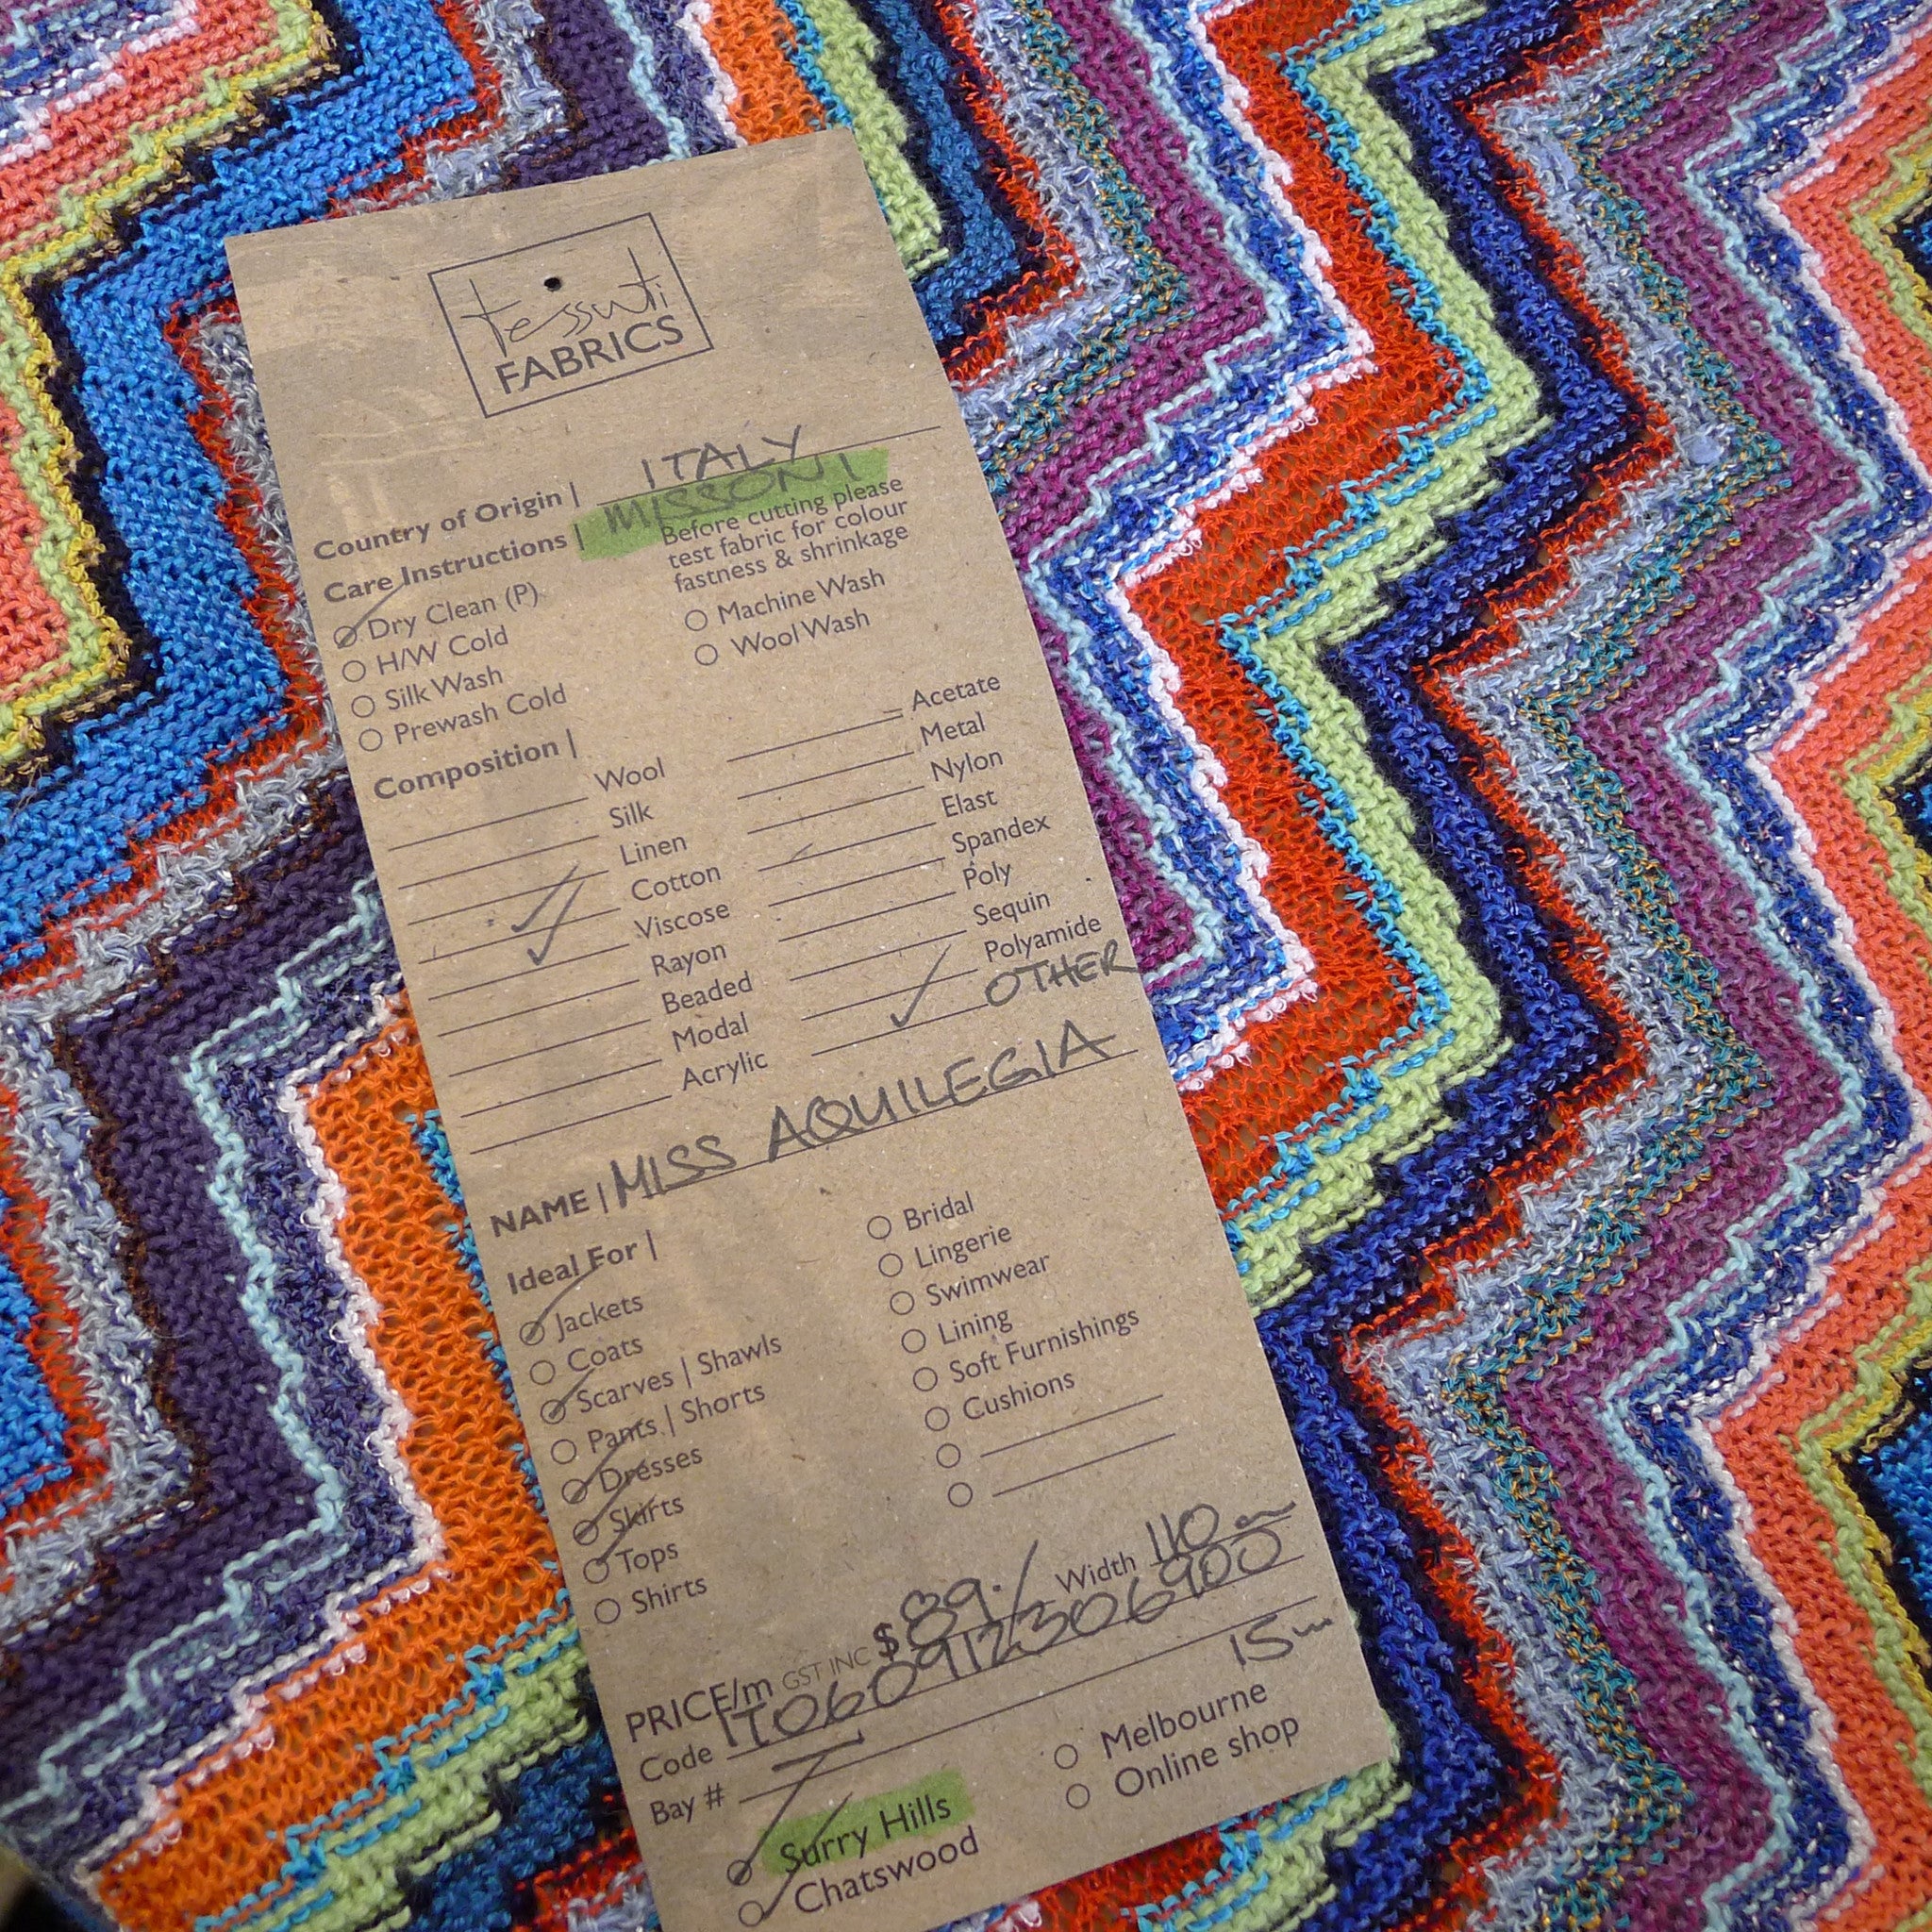 tessuti
FABRICS
Country of Origin | ITALY
MISSONI
Care Instructions | Before cutting please
test fabric for colour
fastness & shrinkage
Dry Clean (P)
H/W Cold
Silk Wash
Prewash Cold
Machine Wash
Wool Wash
Composition |
Wool
Silk
Linen
Cotton
Viscose
Rayon
Beaded
Modal
Acrylic
Acetate
Metal
Nylon
Elast
Spandex
Poly
Sequin
Polyamide
OTHER
NAME | MISS AQUILEGIA
Ideal For |
Jackets
Coats
Scarves | Shawls
Pants | Shorts
Dresses
Skirts
Tops
Shirts
Bridal
Lingerie
Swimwear
Lining
Soft Furnishings
Cushions
PRICE/m GST INC $89. Width 110 cm
Code IT060912306900
Bay # I 15m
Surry Hills
Chatswood
Melbourne
Online shop